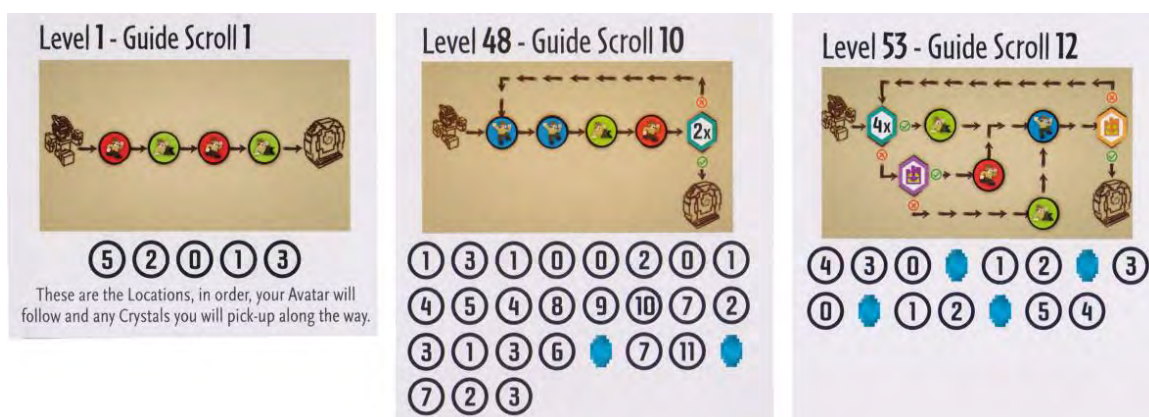 Level 1 - Guide Scroll 1
5 2 0 1 3
These are the Locations, in order, your Avatar will
follow and any Crystals you will pick-up along the way.
Level 48 - Guide Scroll 10
2x
1 3 1 0 0 2 0 1
4 5 4 8 9 10 7 2
3 1 3 6 7 11
7 2 3
Level 53 - Guide Scroll 12
4x
4 3 0 1 2 3
0 1 2 5 4